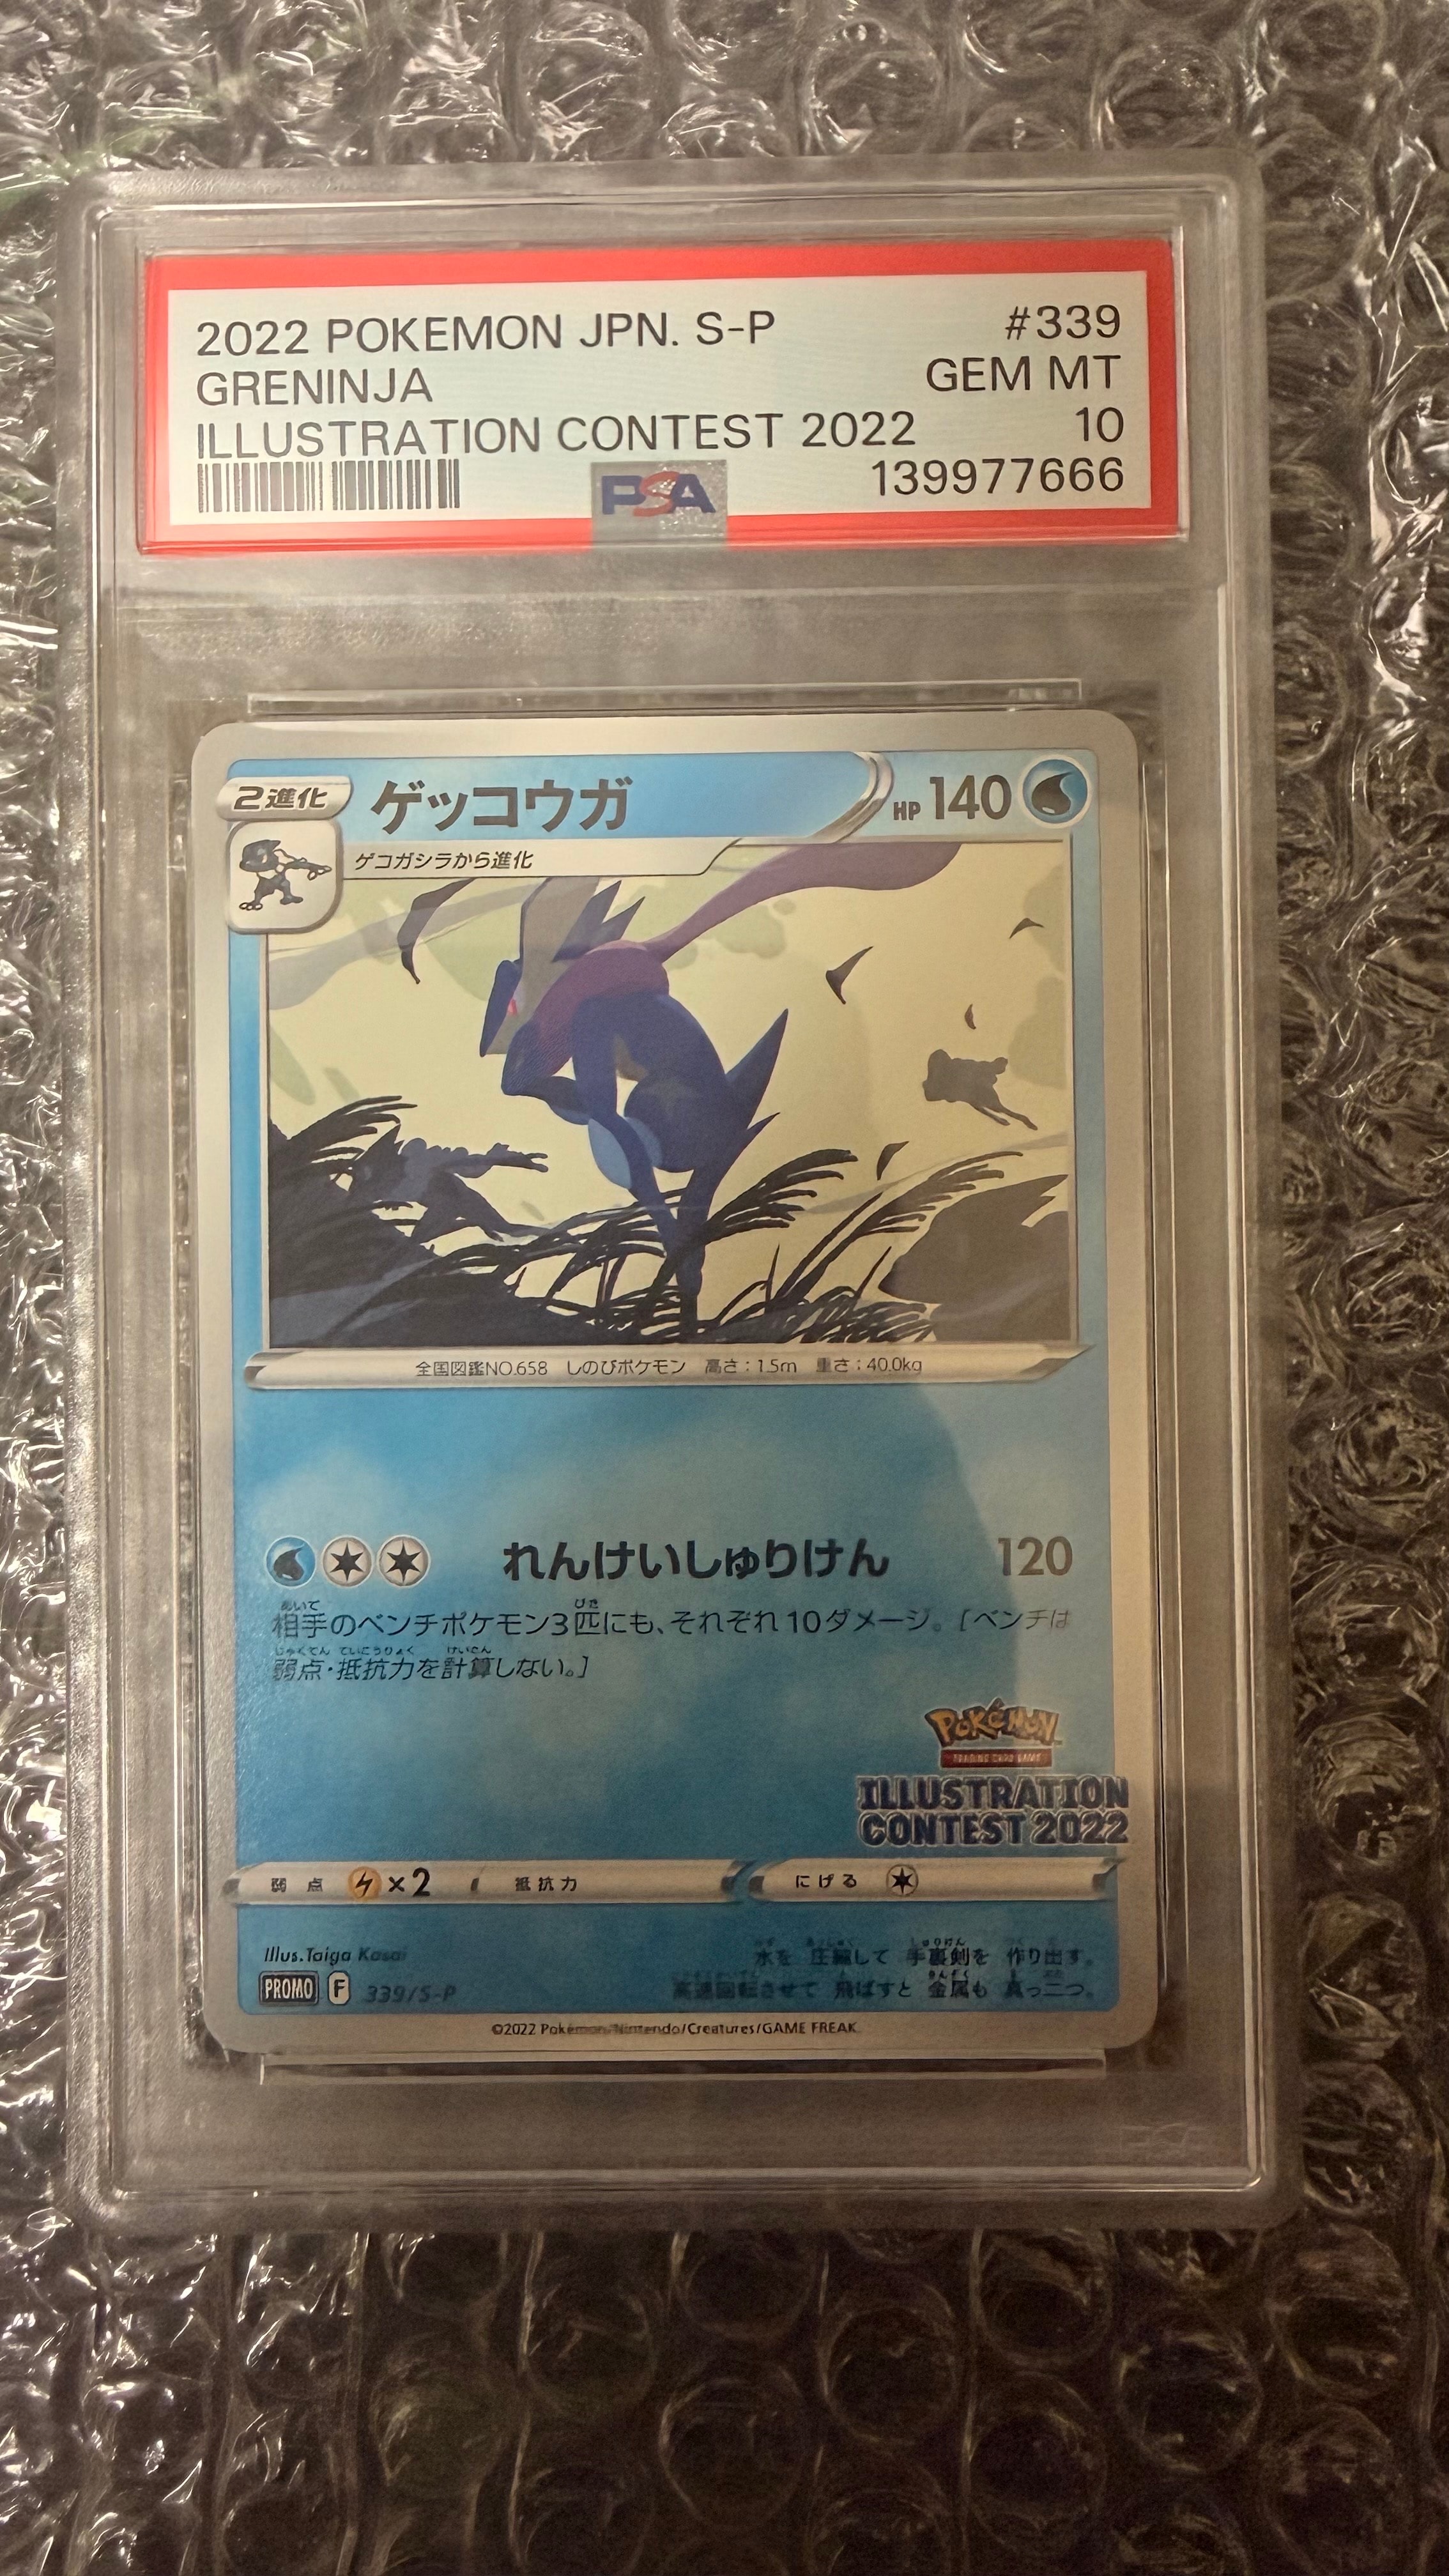 2022 POKEMON JPN. S-P #339
GRENINJA GEM MT
ILLUSTRATION CONTEST 2022 10
PSA 139977666
2進化 ゲッコウガ HP 140
ゲコガシラから進化
全国図鑑NO.658 しのびポケモン 高さ:1.5m 重さ:40.0kg
れんけいしゅりけん 120
相手のベンチポケモン3匹にも、それぞれ10ダメージ。[ベンチは
弱点・抵抗力を計算しない。]
POKÉMON
TRADING CARD GAME
ILLUSTRATION
CONTEST 2022
弱点 ×2 抵抗力 にげる
Illus.Taiga Kasai
水を 圧縮して 手裏剣を 作り出す。
PROMO F 339/S-P
高速回転させて 飛ばすと 金属も 真っ二つ。
©2022 Pokémon/Nintendo/Creatures/GAME FREAK